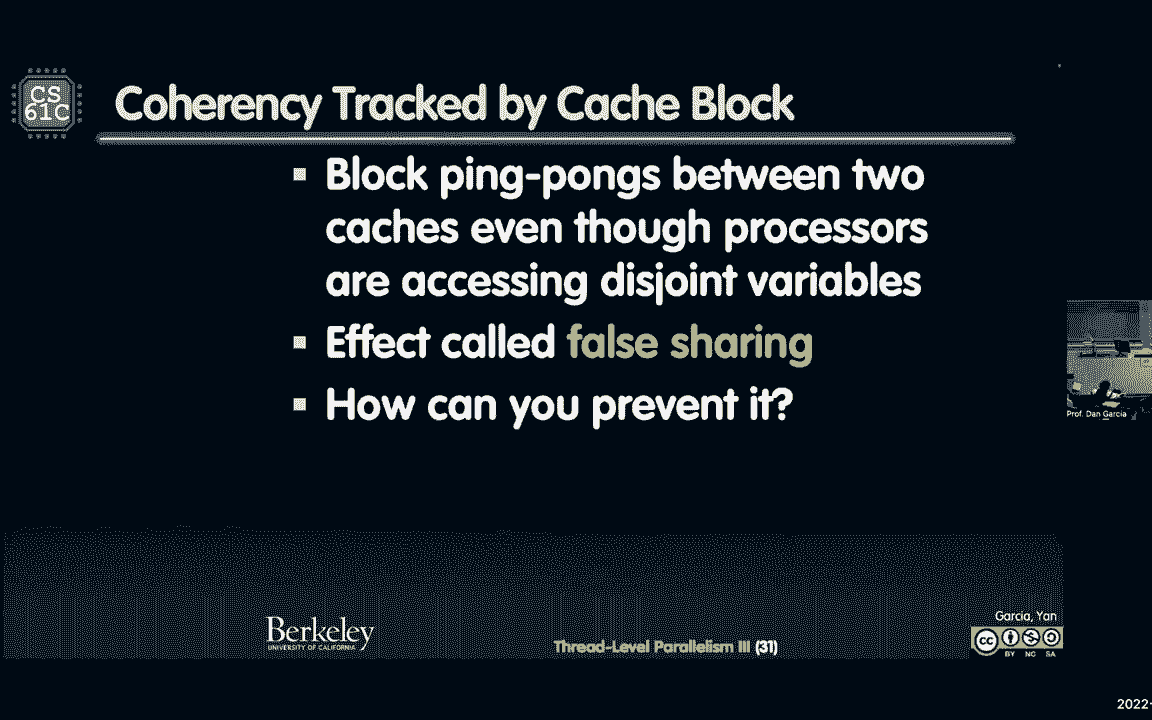 CS
61C
Coherency Tracked by Cache Block
Block ping-pongs between two
caches even though processors
are accessing disjoint variables
Effect called false sharing
How can you prevent it?
Prof. Dan Garcia
Garcia, Yan
Berkeley
UNIVERSITY OF CALIFORNIA
Thread-Level Parallelism III (31)
cc
BY NC SA
2022-